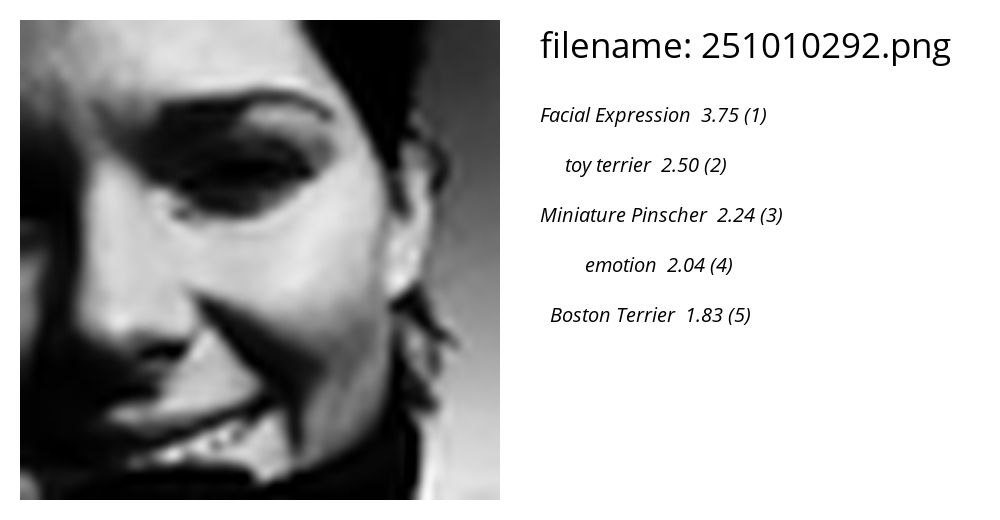 filename: 251010292.png
Facial Expression 3.75 (1)
toy terrier 2.50 (2)
Miniature Pinscher 2.24 (3)
emotion 2.04 (4)
Boston Terrier 1.83 (5)